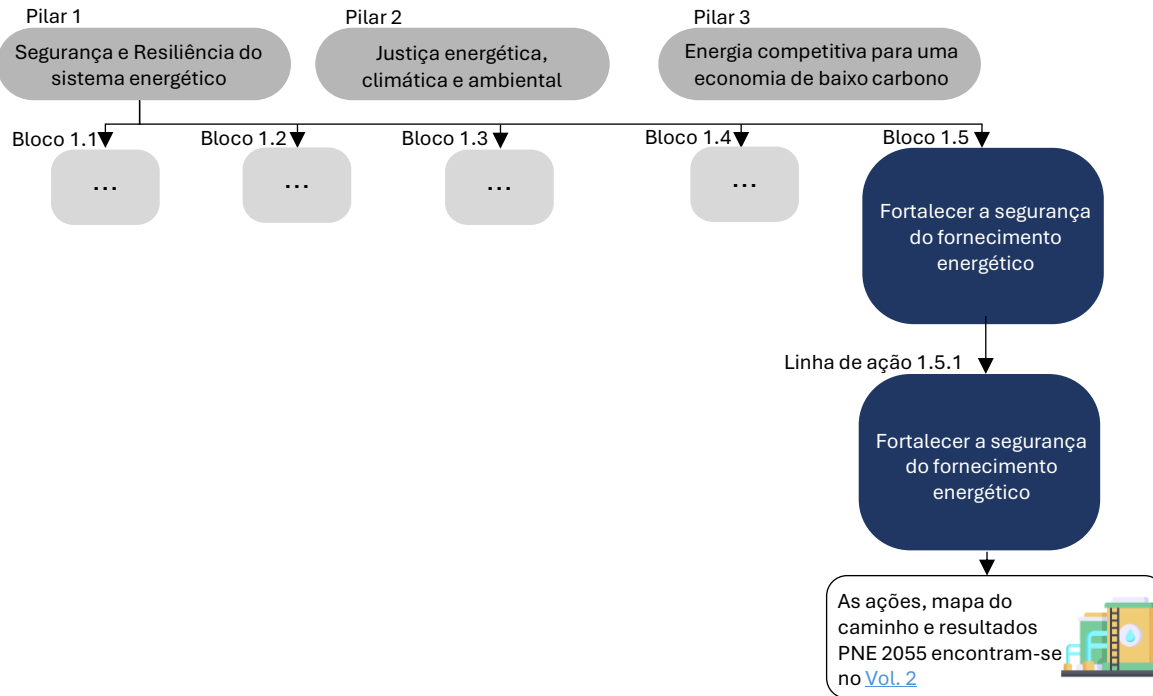 Pilar 1
Segurança e Resiliência do
sistema energético
Pilar 2
Justiça energética,
climática e ambiental
Pilar 3
Energia competitiva para uma
economia de baixo carbono
Bloco 1.1
...
Bloco 1.2
...
Bloco 1.3
...
Bloco 1.4
...
Bloco 1.5
Fortalecer a segurança
do fornecimento
energético
Linha de ação 1.5.1
Fortalecer a segurança
do fornecimento
energético
As ações, mapa do
caminho e resultados
PNE 2055 encontram-se
no Vol. 2